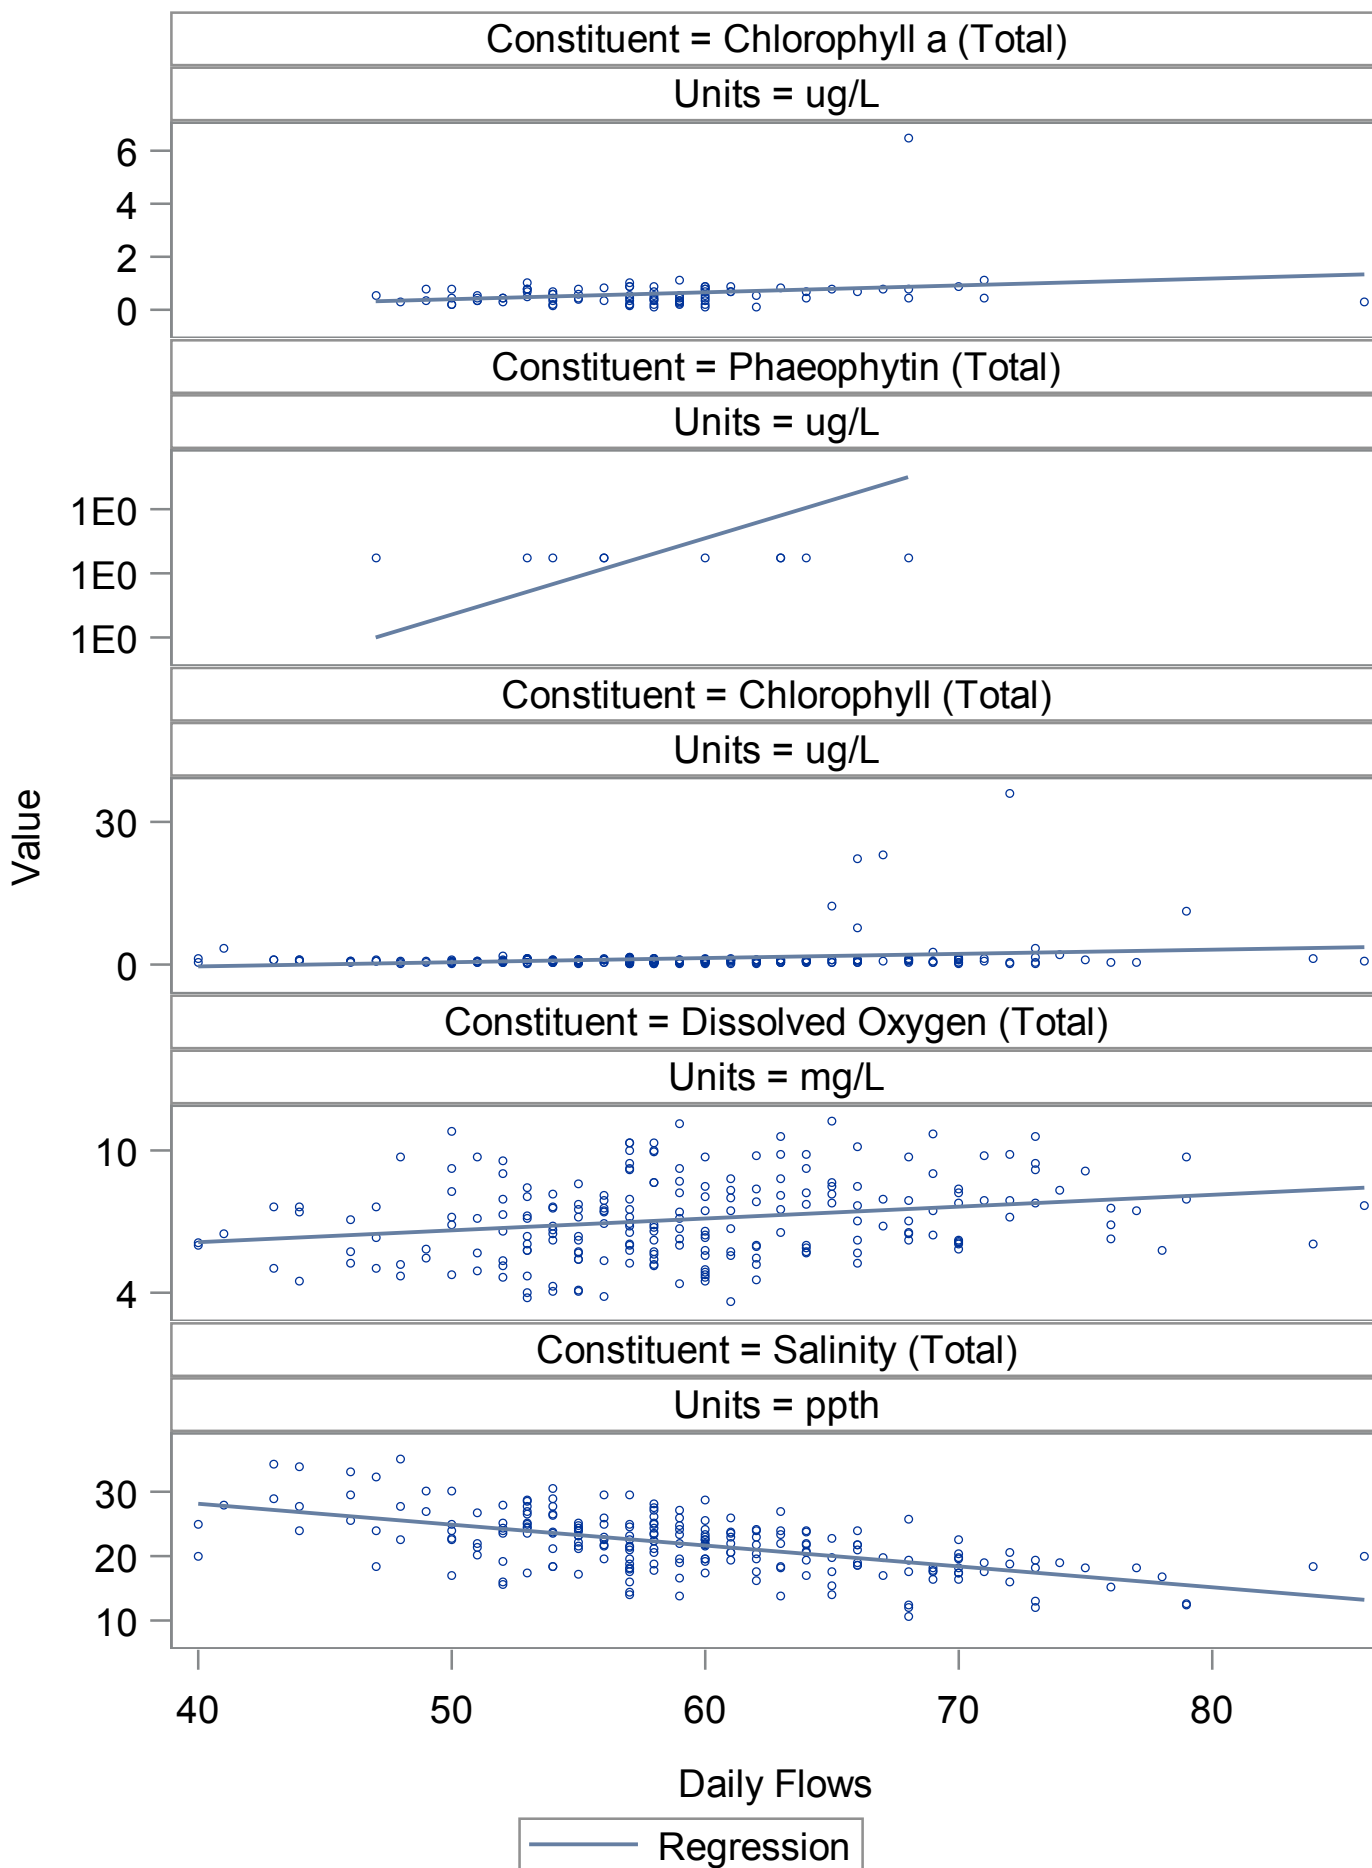 Constituent = Chlorophyll a (Total)
Units = ug/L
6
4
2
0
Constituent = Phaeophytin (Total)
Units = ug/L
1E0
1E0
1E0
Constituent = Chlorophyll (Total)
Units = ug/L
30
0
Value
Constituent = Dissolved Oxygen (Total)
Units = mg/L
10
4
Constituent = Salinity (Total)
Units = ppth
30
20
10
40 50 60 70 80
Daily Flows
Regression